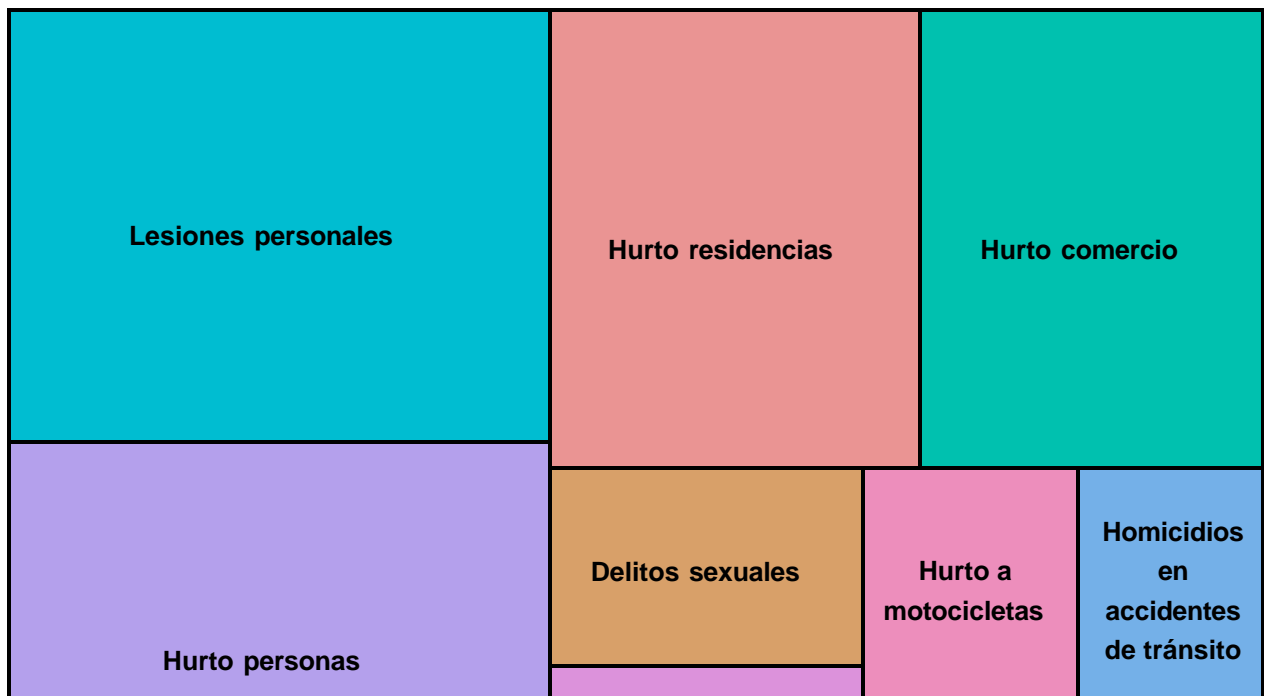 Lesiones personales
Hurto residencias
Hurto comercio
Hurto personas
Delitos sexuales
Hurto a
motocicletas
Homicidios
en
accidentes
de tránsito